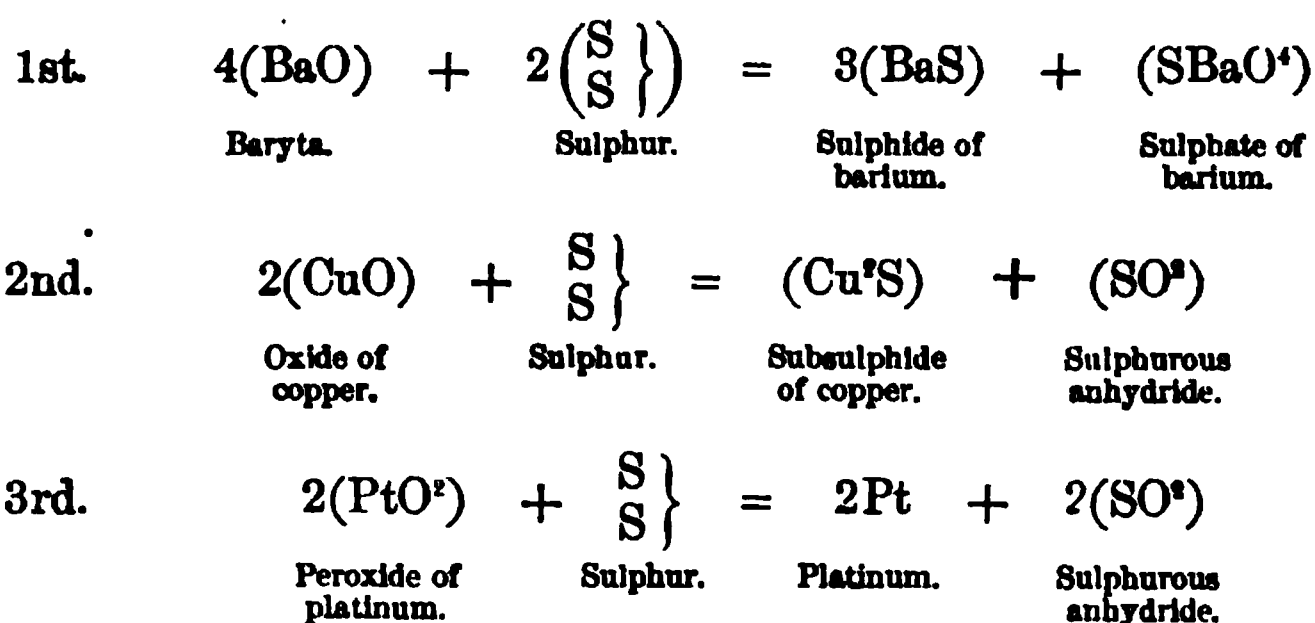 1st. 4(BaO) + 2(S S}) = 3(BaS) + (SBaO⁴)
Baryta. Sulphur. Sulphide of barium. Sulphate of barium.
2nd. 2(CuO) + S S} = (Cu²S) + (SO²)
Oxide of copper. Sulphur. Subsulphide of copper. Sulphurous anhydride.
3rd. 2(PtO²) + S S} = 2Pt + 2(SO²)
Peroxide of platinum. Sulphur. Platinum. Sulphurous anhydride.